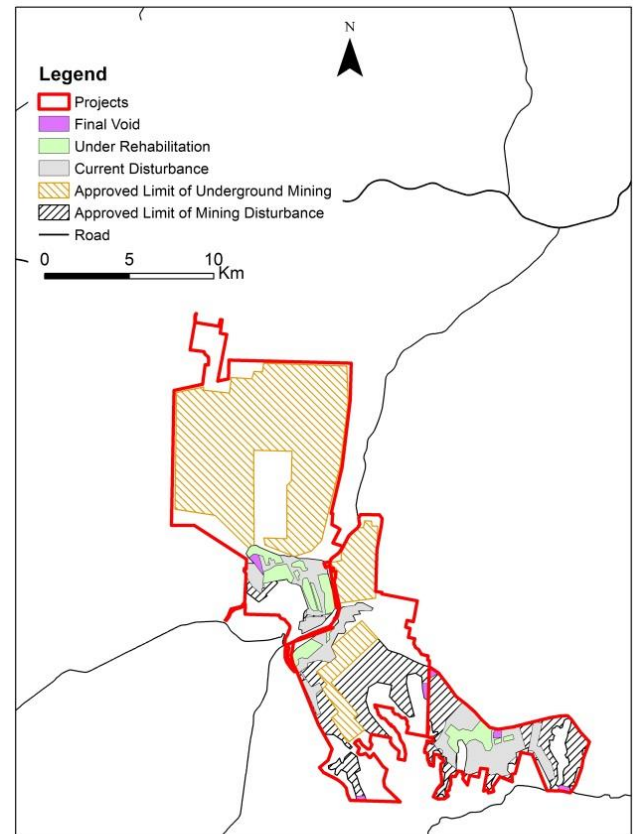 N
Legend
Projects
Final Void
Under Rehabilitation
Current Disturbance
Approved Limit of Underground Mining
Approved Limit of Mining Disturbance
Road
0 5 10
Km